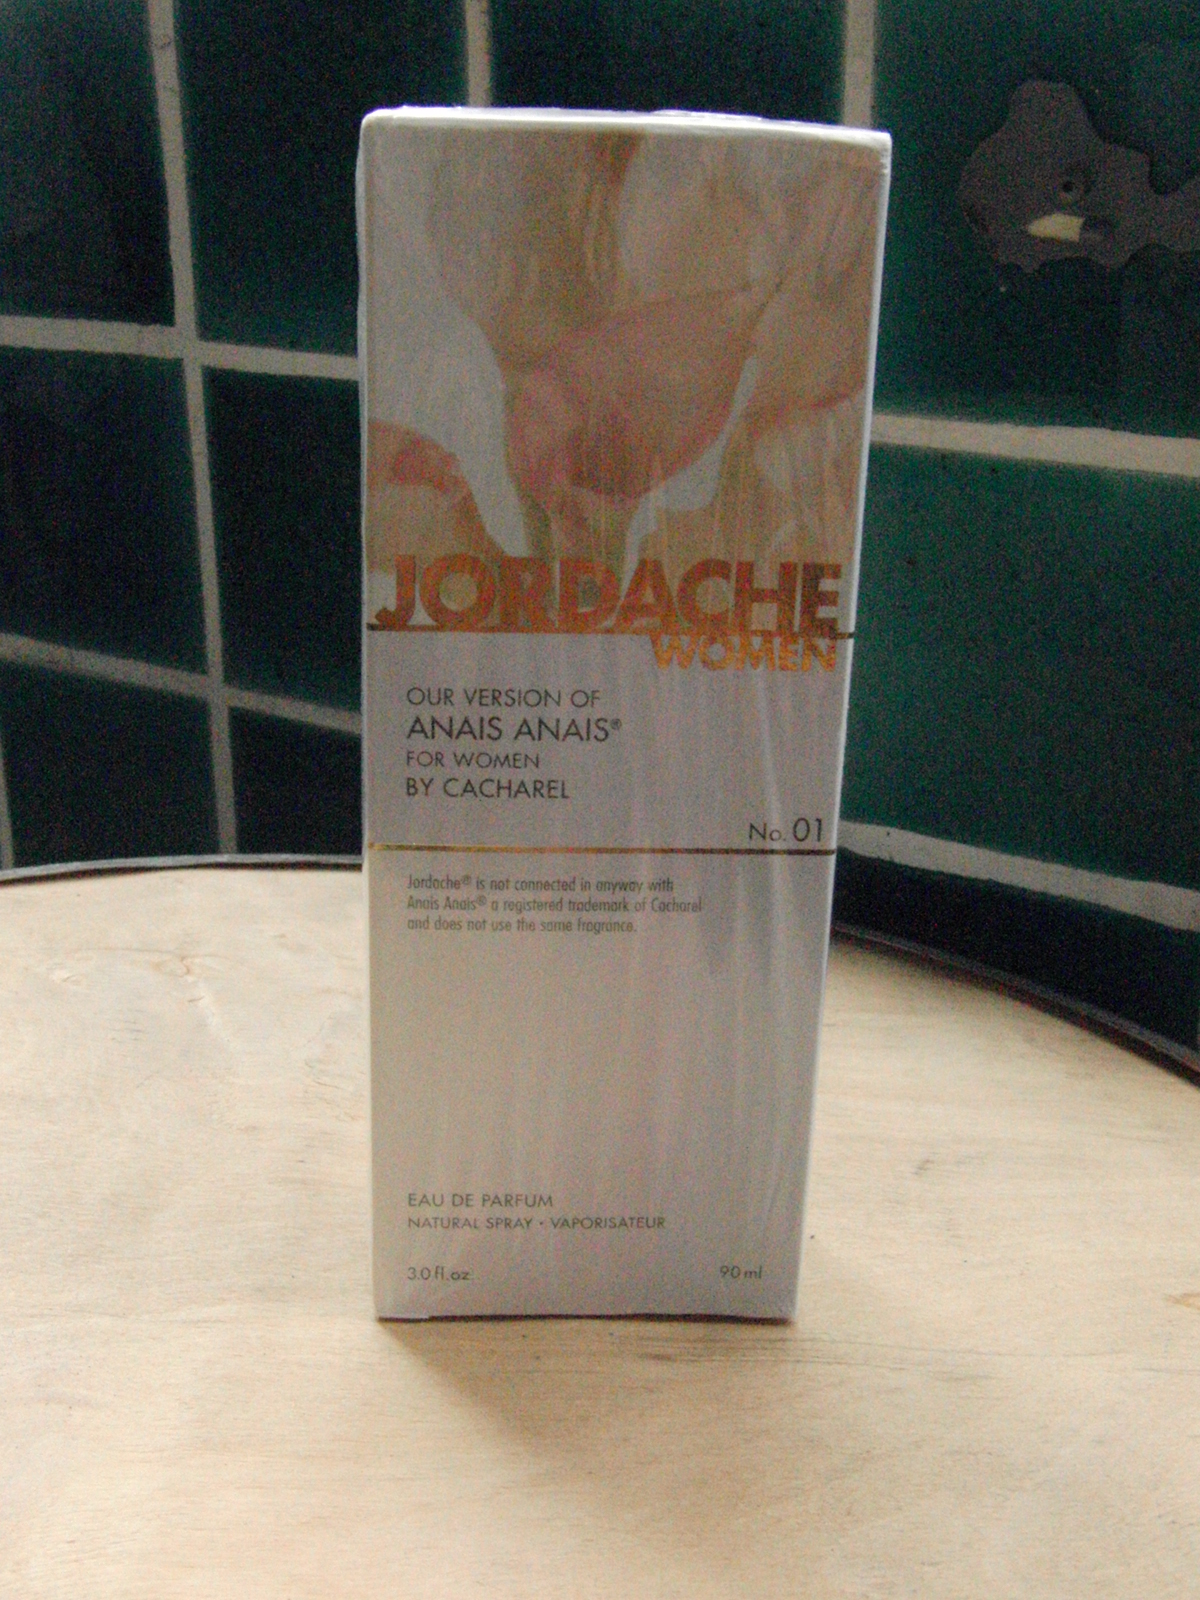 JORDACHE
WOMEN
OUR VERSION OF
ANAIS ANAIS®
FOR WOMEN
BY CACHAREL
No. 01
Jordache® is not connected in anyway with
Anais Anais® a registered trademark of Cacharel
and does not use the same fragrance.
EAU DE PARFUM
NATURAL SPRAY • VAPORISATEUR
3.0 fl.oz. 90 ml